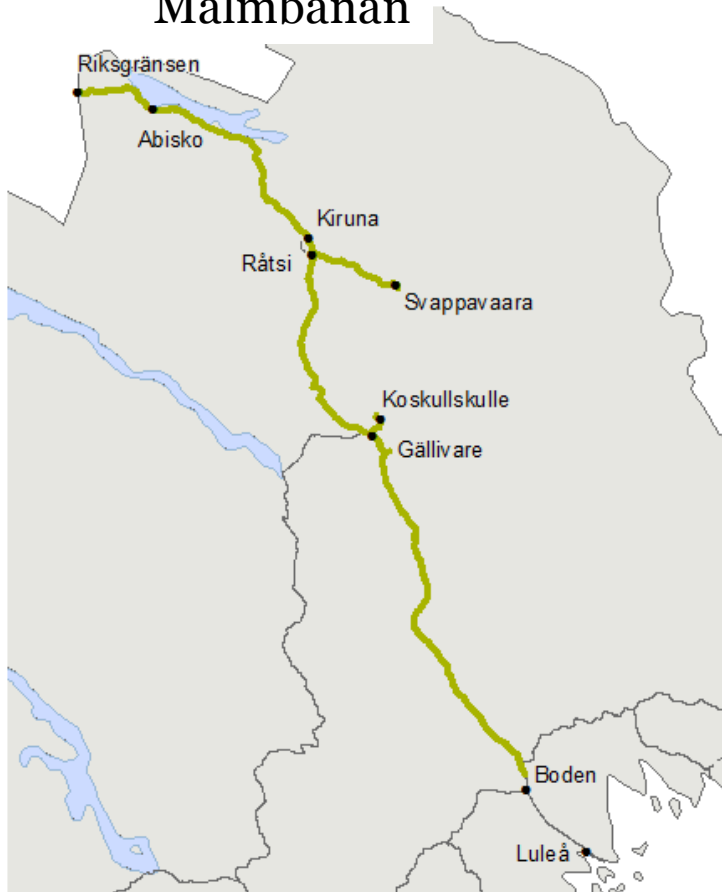 Malmbanan
Riksgränsen
Abisko
Kiruna
Råtsi
Svappavaara
Koskullskulle
Gällivare
Boden
Luleå